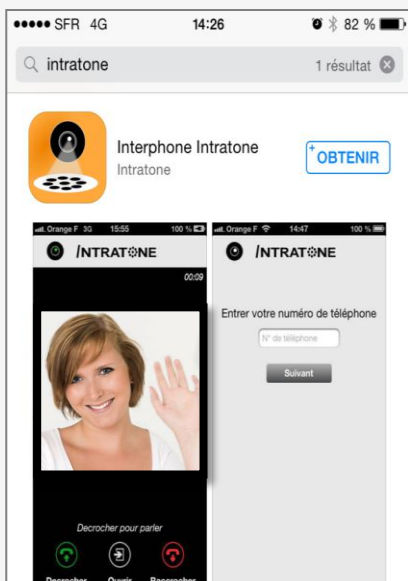 SFR 4G 14:26 82 %
intratone 1 résultat
Interphone Intratone
Intratone
+ OBTENIR
Orange F 3G 15:55 100 %
INTRATONE
00:09
Decrocher pour parler
Decrocher Ouvrir Raccrocher
Orange F 14:47 100 %
INTRATONE
Entrer votre numéro de téléphone
N° de téléphone
Suivant